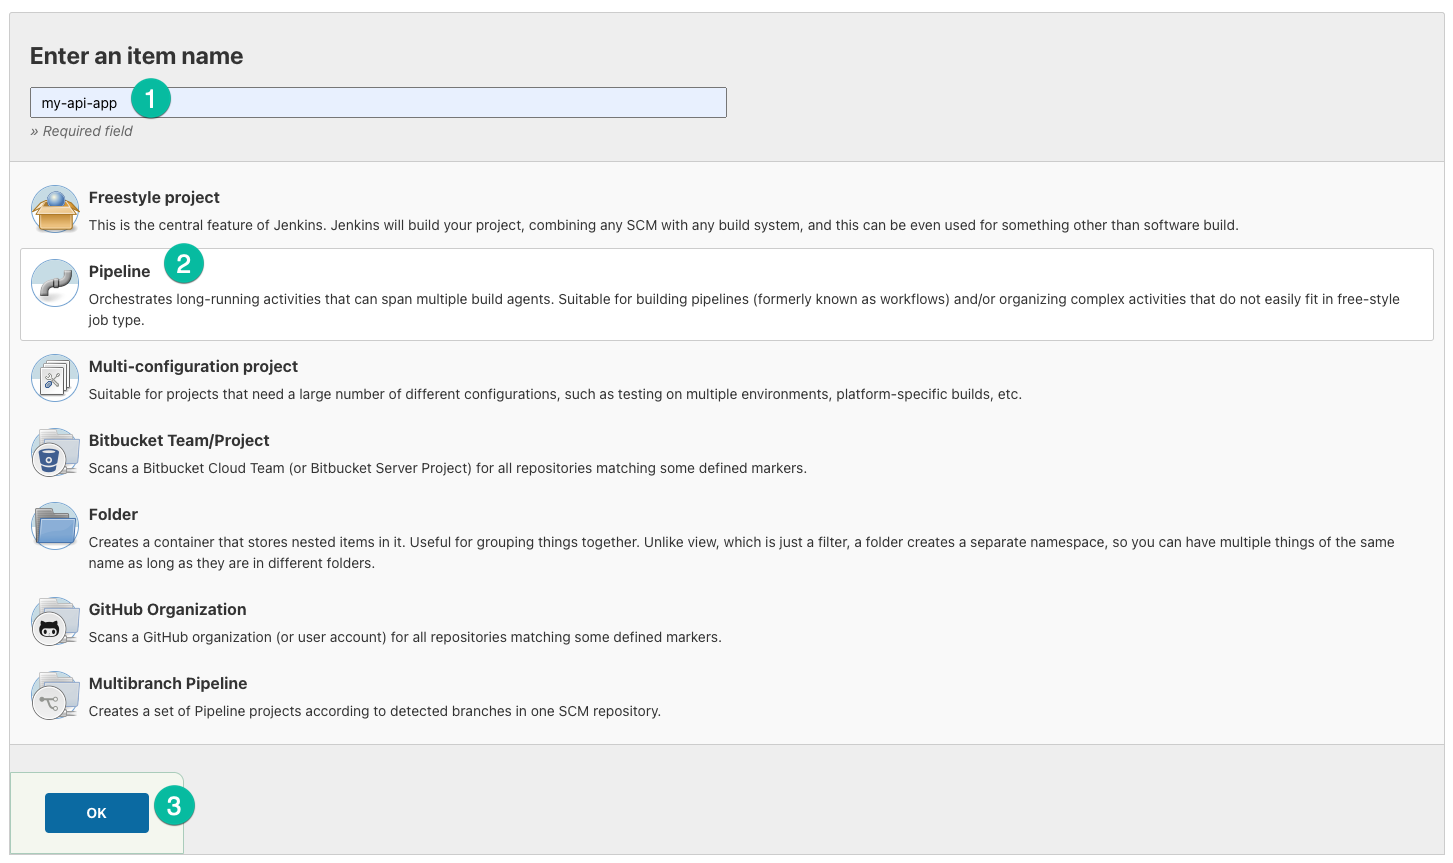 Enter an item name
my-api-app 1
» Required field
Freestyle project
This is the central feature of Jenkins. Jenkins will build your project, combining any SCM with any build system, and this can be even used for something other than software build.
Pipeline 2
Orchestrates long-running activities that can span multiple build agents. Suitable for building pipelines (formerly known as workflows) and/or organizing complex activities that do not easily fit in free-style
job type.
Multi-configuration project
Suitable for projects that need a large number of different configurations, such as testing on multiple environments, platform-specific builds, etc.
Bitbucket Team/Project
Scans a Bitbucket Cloud Team (or Bitbucket Server Project) for all repositories matching some defined markers.
Folder
Creates a container that stores nested items in it. Useful for grouping things together. Unlike view, which is just a filter, a folder creates a separate namespace, so you can have multiple things of the same
name as long as they are in different folders.
GitHub Organization
Scans a GitHub organization (or user account) for all repositories matching some defined markers.
Multibranch Pipeline
Creates a set of Pipeline projects according to detected branches in one SCM repository.
OK 3